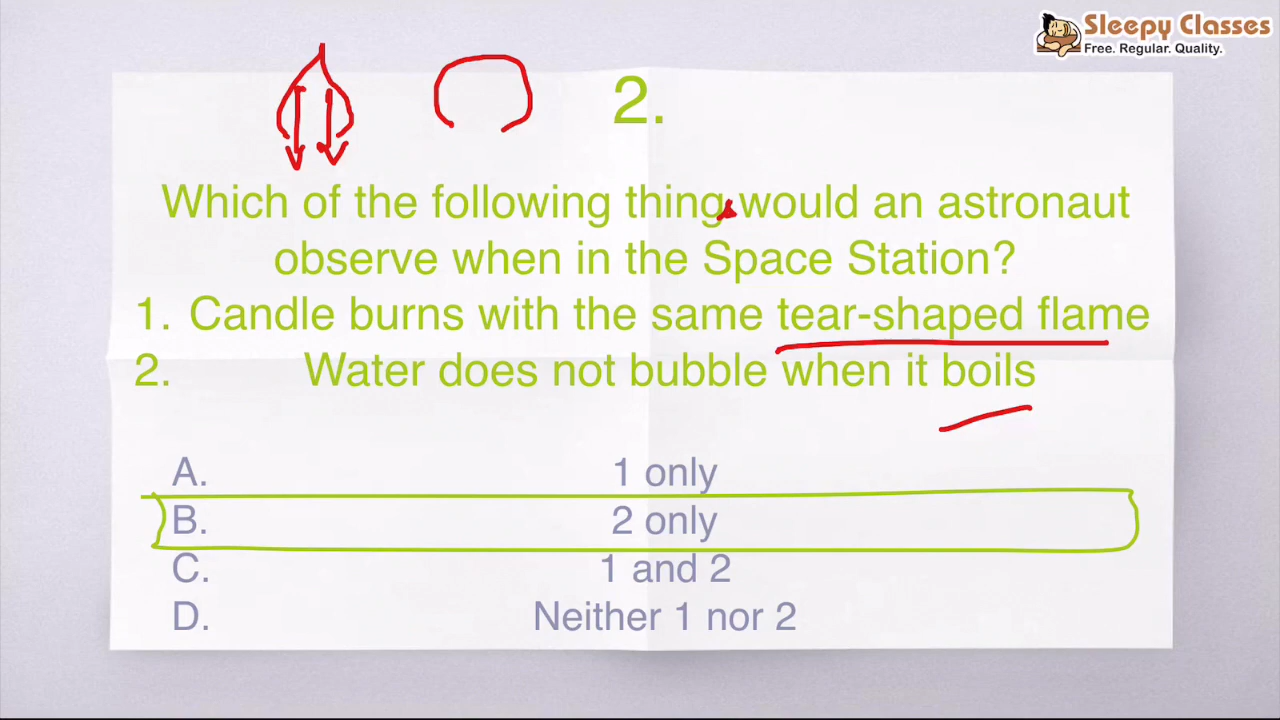 Sleepy Classes
Free. Regular. Quality.
2.
Which of the following thing would an astronaut
observe when in the Space Station?
1. Candle burns with the same tear-shaped flame
2. Water does not bubble when it boils
A. 1 only
B. 2 only
C. 1 and 2
D. Neither 1 nor 2